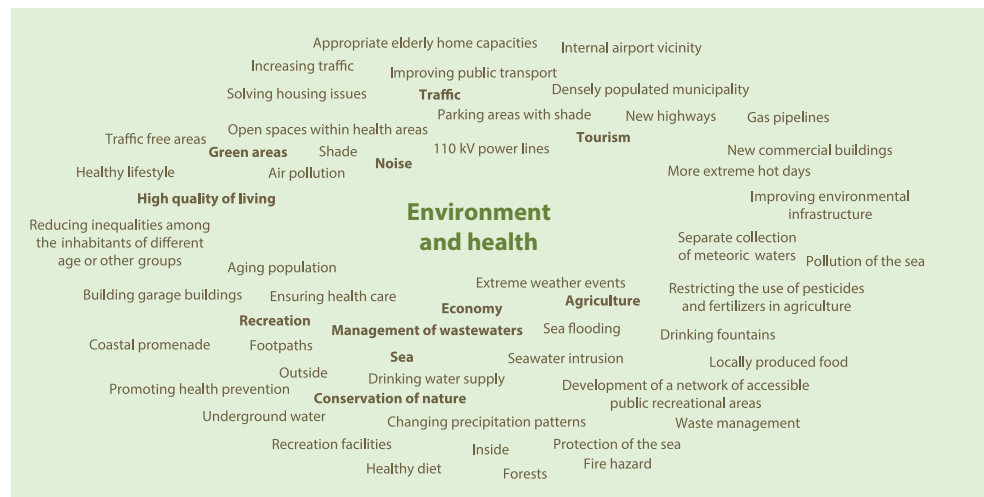 Appropriate elderly home capacities
Internal airport vicinity
Increasing traffic
Improving public transport
Solving housing issues
Traffic
Densely populated municipality
Parking areas with shade
New highways
Gas pipelines
Traffic free areas
Open spaces within health areas
Tourism
Green areas
Shade
Noise
110 kV power lines
New commercial buildings
Healthy lifestyle
Air pollution
More extreme hot days
High quality of living
Improving environmental
infrastructure
Environment
and health
Reducing inequalities among
the inhabitants of different
age or other groups
Separate collection
of meteoric waters
Pollution of the sea
Aging population
Extreme weather events
Building garage buildings
Ensuring health care
Economy
Agriculture
Restricting the use of pesticides
and fertilizers in agriculture
Recreation
Management of wastewaters
Sea flooding
Drinking fountains
Coastal promenade
Footpaths
Sea
Seawater intrusion
Locally produced food
Outside
Drinking water supply
Promoting health prevention
Conservation of nature
Development of a network of accessible
public recreational areas
Underground water
Changing precipitation patterns
Waste management
Recreation facilities
Inside
Protection of the sea
Healthy diet
Forests
Fire hazard